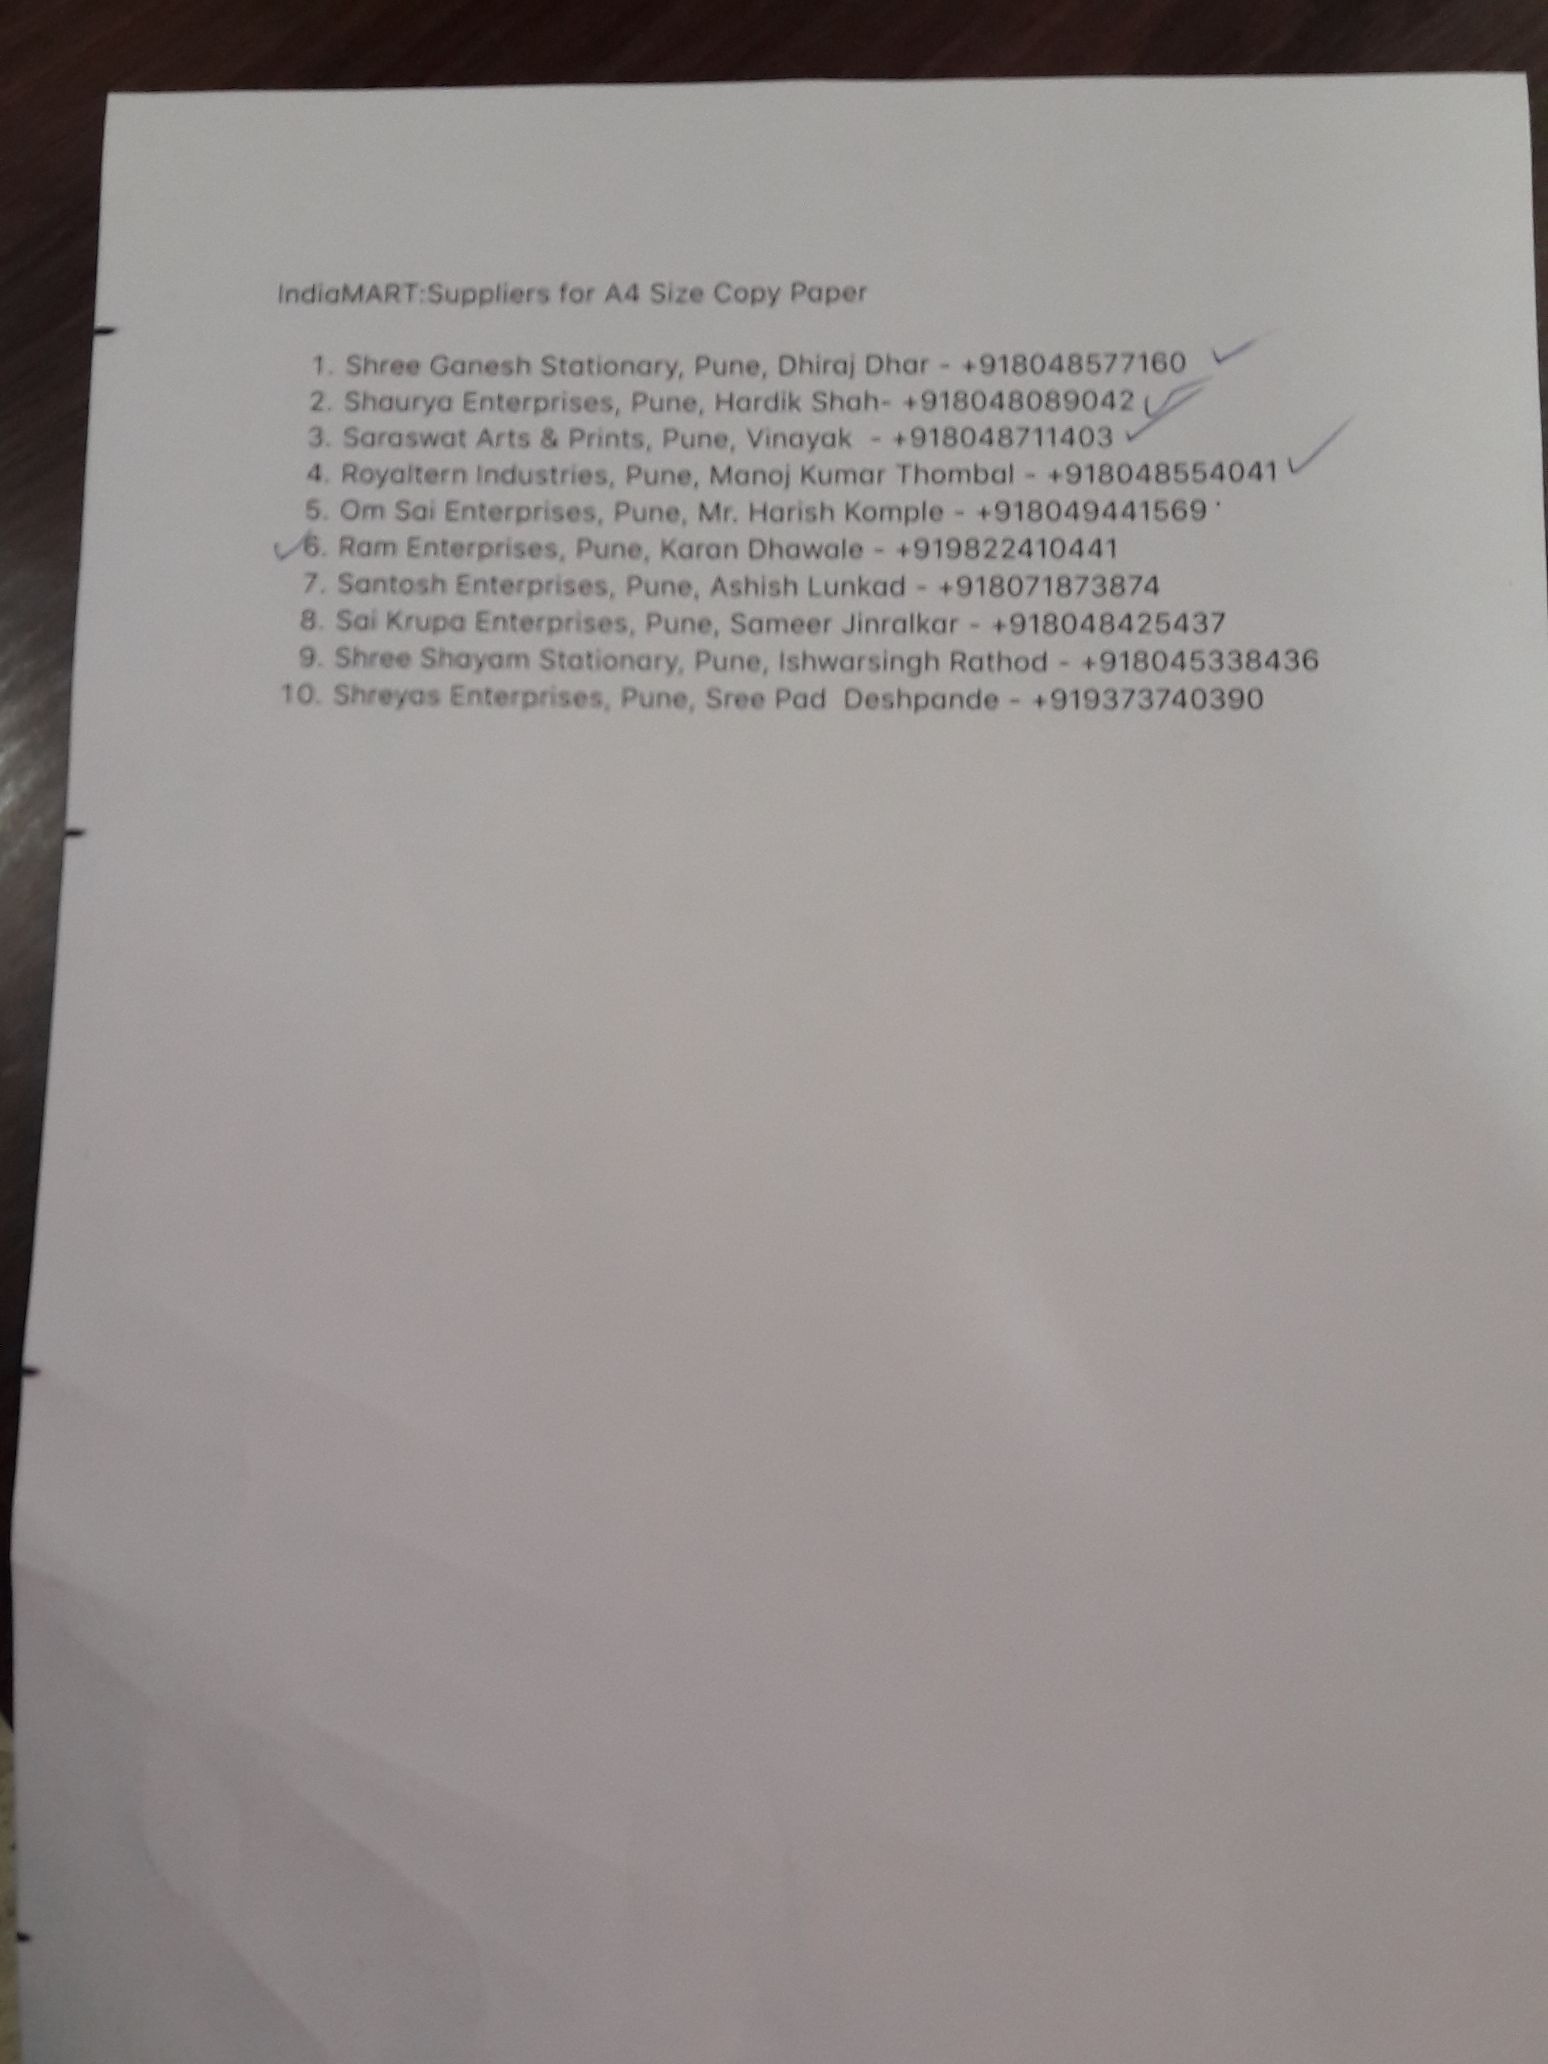 IndiaMART:Suppliers for A4 Size Copy Paper
1. Shree Ganesh Stationary, Pune, Dhiraj Dhar - +918048577160
2. Shaurya Enterprises, Pune, Hardik Shah- +918048089042
3. Saraswat Arts & Prints, Pune, Vinayak - +918048711403
4. Royaltern Industries, Pune, Manoj Kumar Thombal - +918048554041
5. Om Sai Enterprises, Pune, Mr. Harish Komple - +918049441569
6. Ram Enterprises, Pune, Karan Dhawale - +919822410441
7. Santosh Enterprises, Pune, Ashish Lunkad - +918071873874
8. Sai Krupa Enterprises, Pune, Sameer Jinralkar - +918048425437
9. Shree Shayam Stationary, Pune, Ishwarsingh Rathod - +918045338436
10. Shreyas Enterprises, Pune, Sree Pad Deshpande - +919373740390